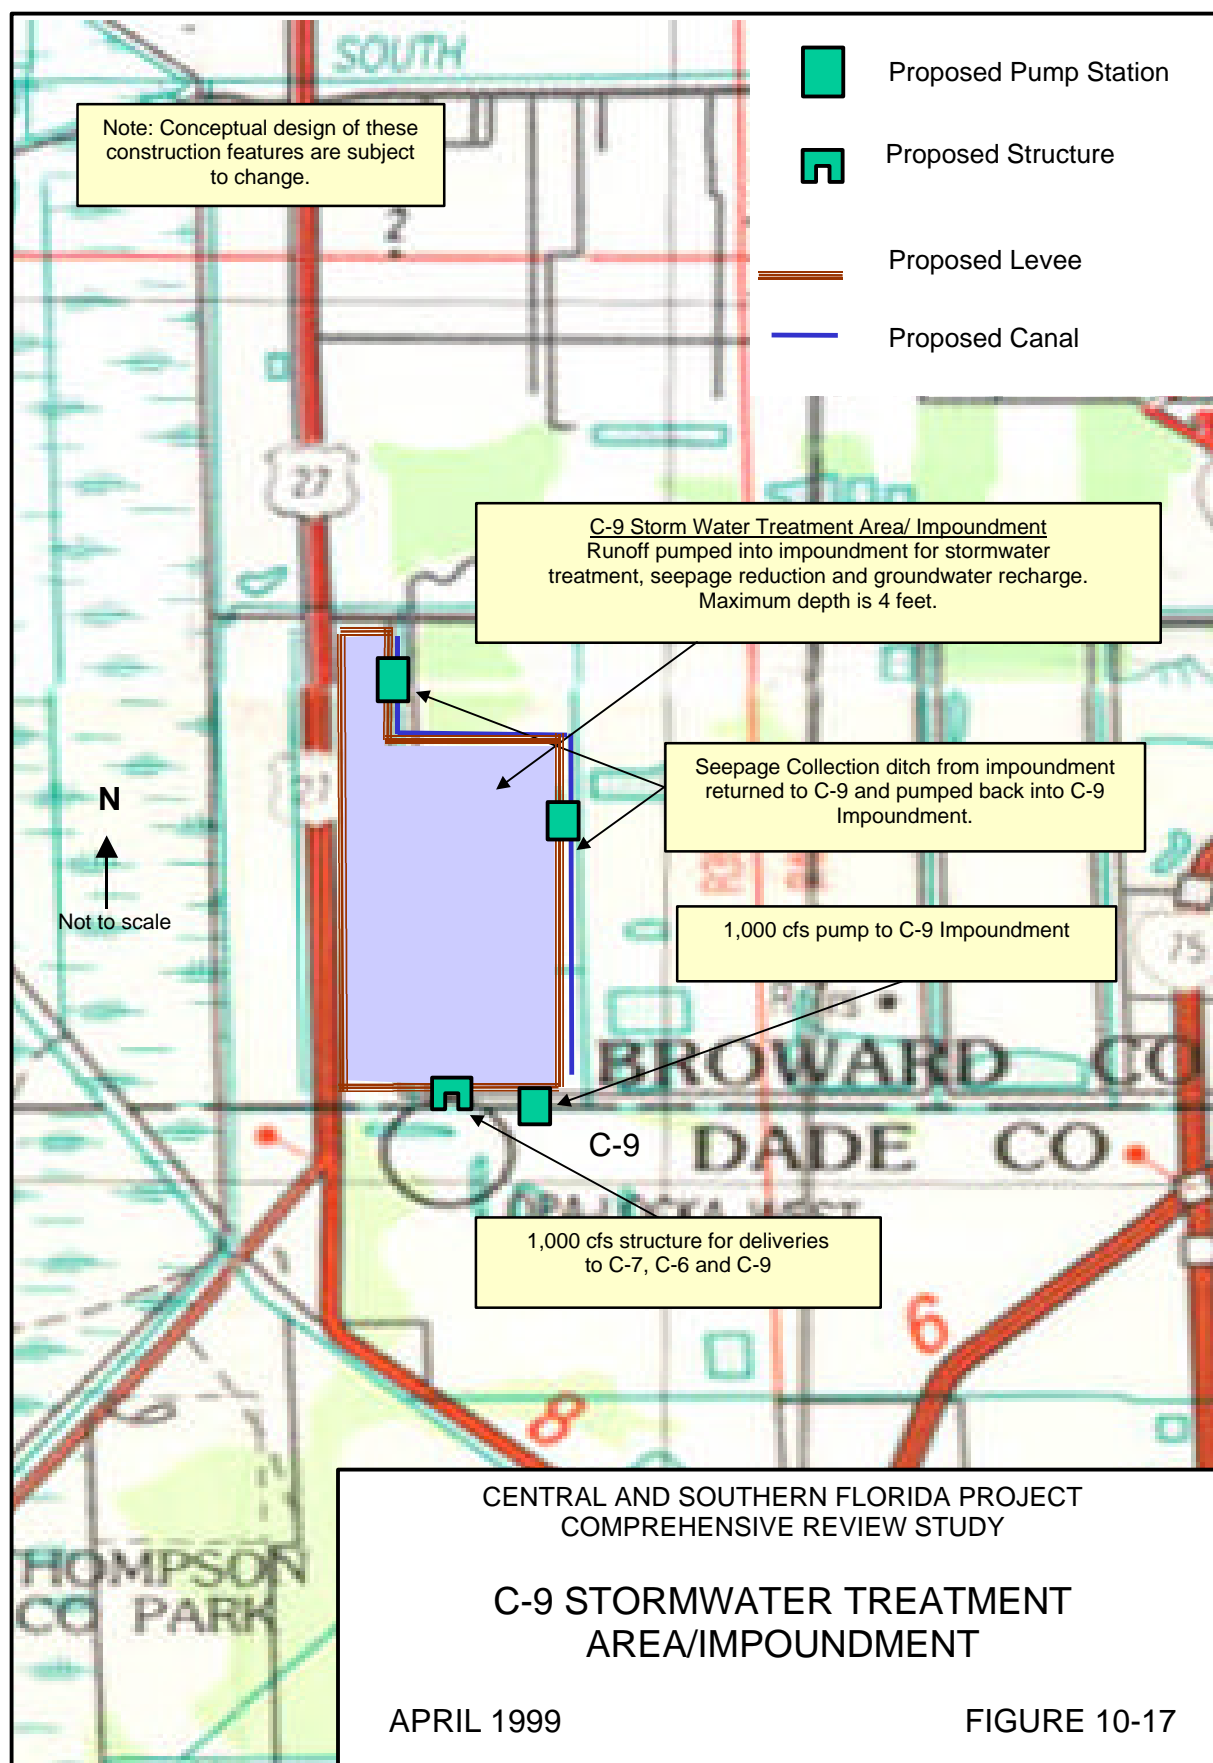 SOUTH
Proposed Pump Station
Note: Conceptual design of these
construction features are subject
to change.
Proposed Structure
?
Proposed Levee
Proposed Canal
27
C-9 Storm Water Treatment Area/ Impoundment
Runoff pumped into impoundment for stormwater
treatment, seepage reduction and groundwater recharge.
Maximum depth is 4 feet.
27
N
Not to scale
Seepage Collection ditch from impoundment
returned to C-9 and pumped back into C-9
Impoundment.
1,000 cfs pump to C-9 Impoundment
75
BROWARD CO
C-9
DADE CO
1,000 cfs structure for deliveries
to C-7, C-6 and C-9
6
8
HOMPSON
CO PARK
CENTRAL AND SOUTHERN FLORIDA PROJECT
COMPREHENSIVE REVIEW STUDY
C-9 STORMWATER TREATMENT
AREA/IMPOUNDMENT
APRIL 1999
FIGURE 10-17